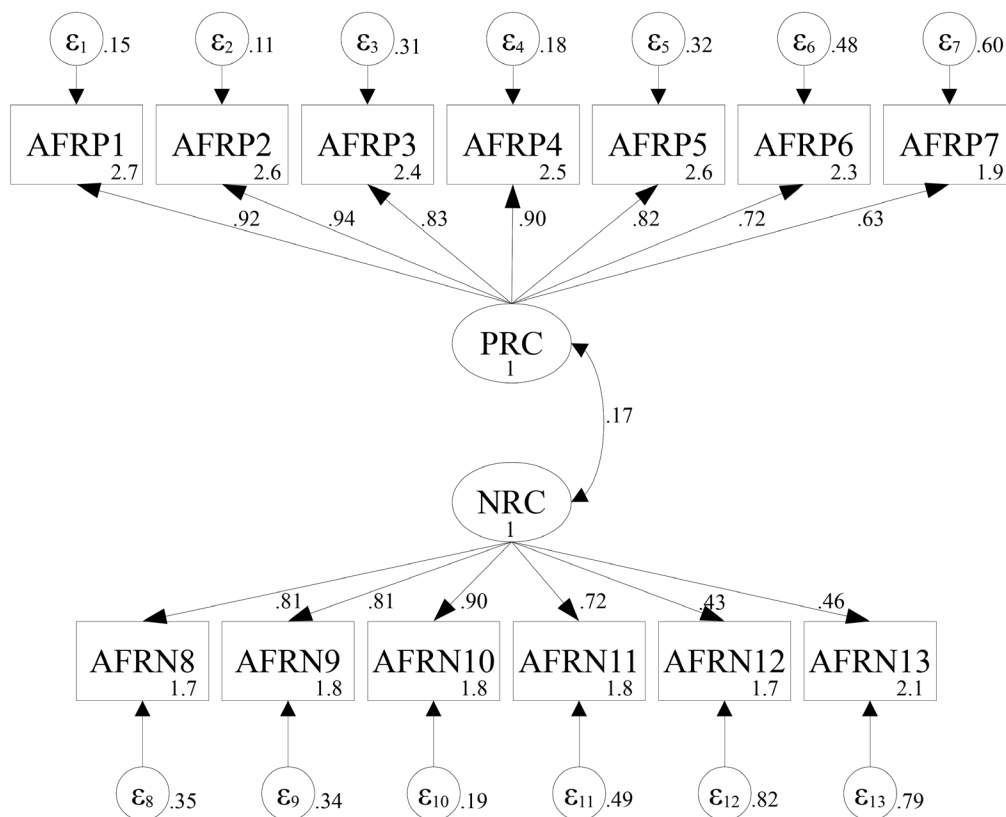 ε1 .15 ε2 .11 ε3 .31 ε4 .18 ε5 .32 ε6 .48 ε7 .60
AFRP1 AFRP2 AFRP3 AFRP4 AFRP5 AFRP6 AFRP7
2.7 2.6 2.4 2.5 2.6 2.3 1.9
.92 .94 .83 .90 .82 .72 .63
PRC
1
.17
NRC
1
.81 .81 .90 .72 .43 .46
AFRN8 AFRN9 AFRN10 AFRN11 AFRN12 AFRN13
1.7 1.8 1.8 1.8 1.7 2.1
ε8 .35 ε9 .34 ε10 .19 ε11 .49 ε12 .82 ε13 .79